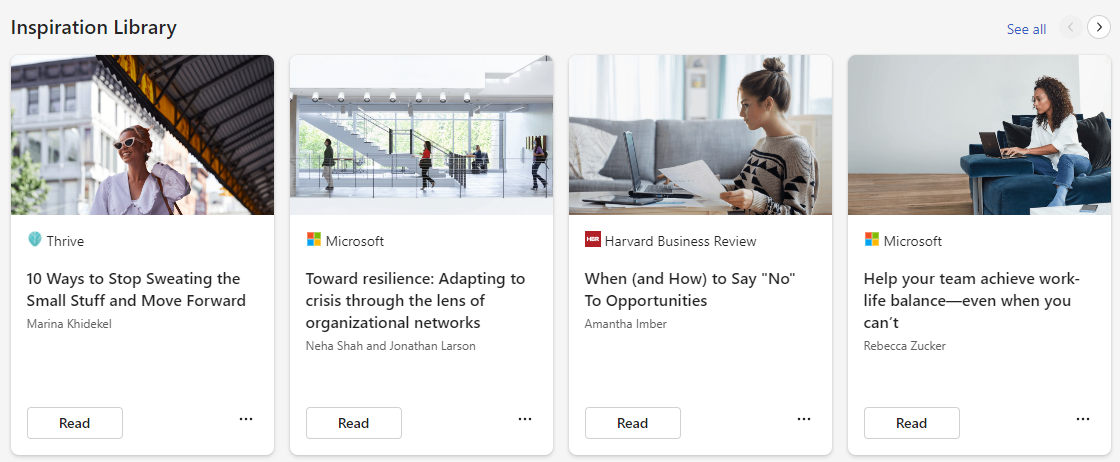 Inspiration Library
See all
Thrive
10 Ways to Stop Sweating the
Small Stuff and Move Forward
Marina Khidekel
Read
Microsoft
Toward resilience: Adapting to
crisis through the lens of
organizational networks
Neha Shah and Jonathan Larson
Read
HBR Harvard Business Review
When (and How) to Say "No"
To Opportunities
Amantha Imber
Read
Microsoft
Help your team achieve work-
life balance—even when you
can’t
Rebecca Zucker
Read